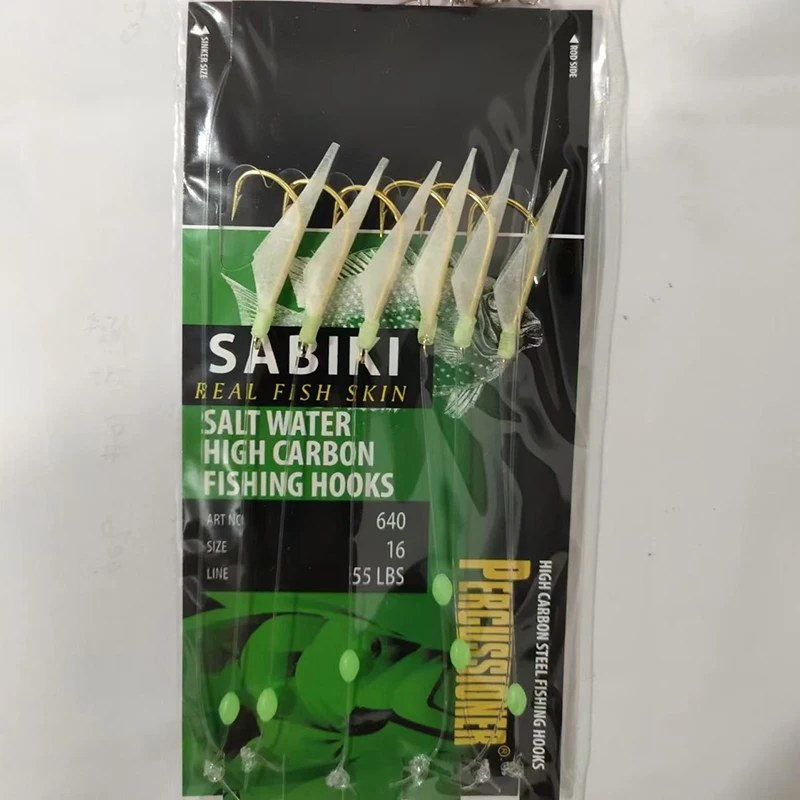 SINKER SIZE
ROD SIDE
SABIKI
REAL FISH SKIN
SALT WATER
HIGH CARBON
FISHING HOOKS
ART NO 640
SIZE 16
LINE 55 LBS
PERCUSSIONER®
HIGH CARBON STEEL FISHING HOOKS